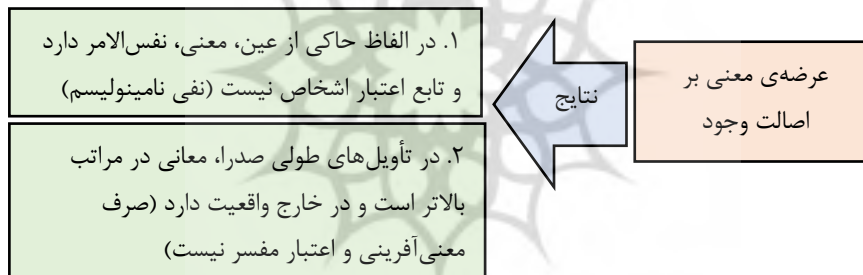 عرضه‌ی معنی بر
اصالت وجود
نتایج
۱. در الفاظ حاکی از عین، معنی، نفس‌الامر دارد
و تابع اعتبار اشخاص نیست (نفی نامینولیسم)
۲. در تأویل‌های طولی صدرا، معانی در مراتب
بالاتر است و در خارج واقعیت دارد (صرف
معنی‌آفرینی و اعتبار مفسر نیست)